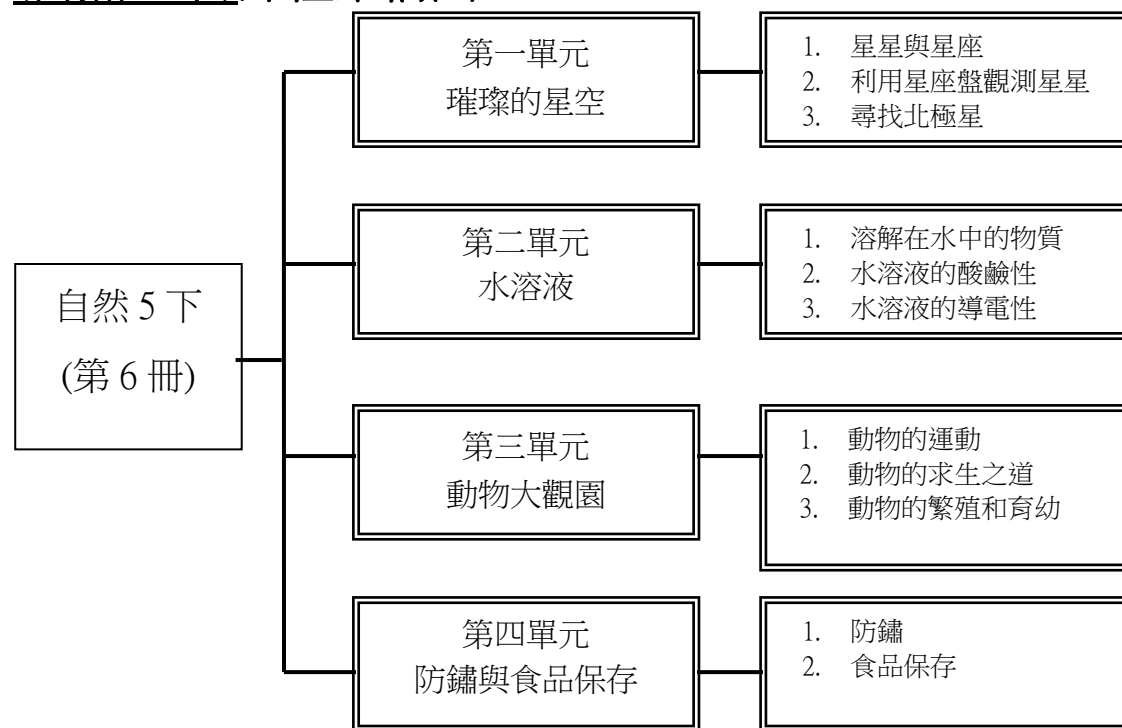 自然 5 下
(第 6 冊)
第一單元
璀璨的星空
1. 星星與星座
2. 利用星座盤觀測星星
3. 尋找北極星
第二單元
水溶液
1. 溶解在水中的物質
2. 水溶液的酸鹼性
3. 水溶液的導電性
第三單元
動物大觀園
1. 動物的運動
2. 動物的求生之道
3. 動物的繁殖和育幼
第四單元
防鏽與食品保存
1. 防鏽
2. 食品保存